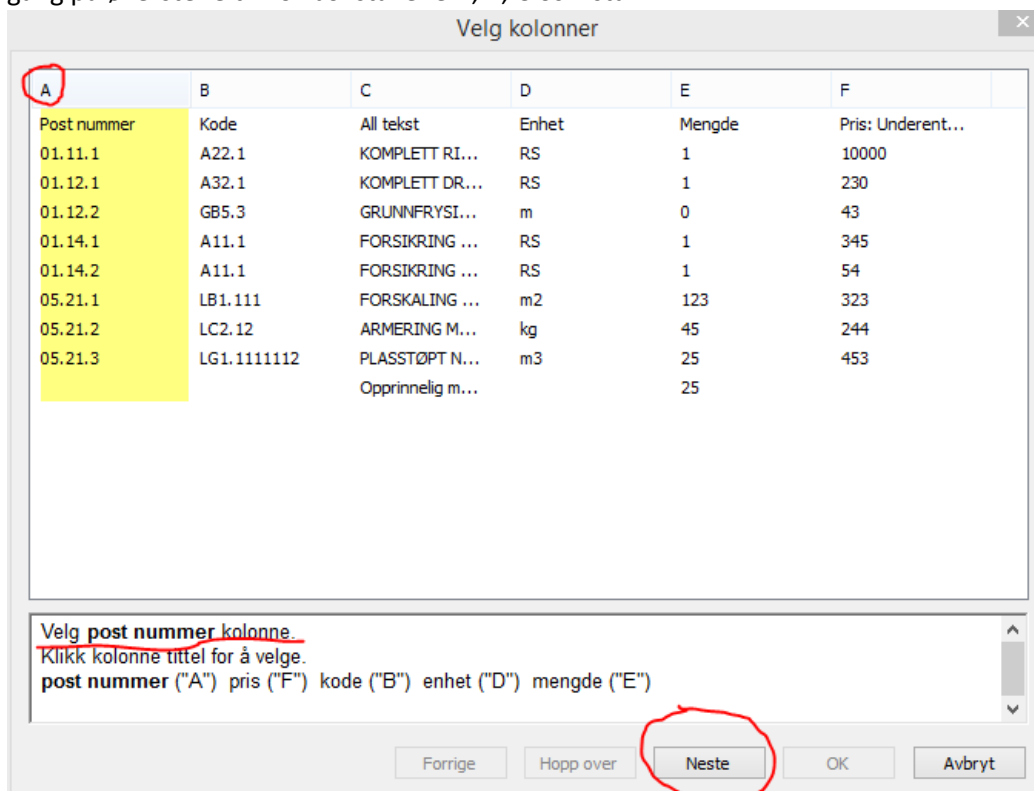 Velg kolonner
A B C D E F
Post nummer Kode All tekst Enhet Mengde Pris: Underent...
01.11.1 A22.1 KOMPLETT RI... RS 1 10000
01.12.1 A32.1 KOMPLETT DR... RS 1 230
01.12.2 GB5.3 GRUNNFRYSI... m 0 43
01.14.1 A11.1 FORSIKRING ... RS 1 345
01.14.2 A11.1 FORSIKRING ... RS 1 54
05.21.1 LB1.111 FORSKALING ... m2 123 323
05.21.2 LC2.12 ARMERING M... kg 45 244
05.21.3 LG1.1111112 PLASSTØPT N... m3 25 453
Opprinnelig m... 25
Velg post nummer kolonne.
Klikk kolonne tittel for å velge.
post nummer ("A") pris ("F") kode ("B") enhet ("D") mengde ("E")
Forrige Hopp over Neste OK Avbryt